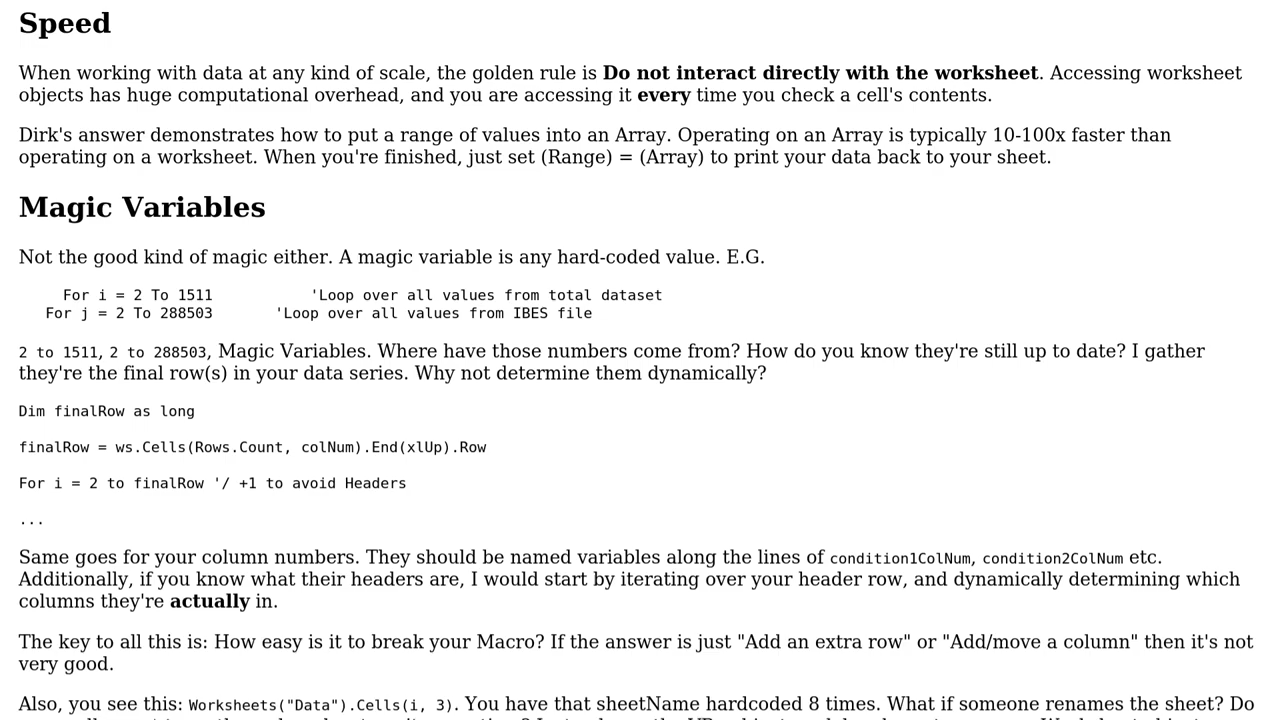 Speed
When working with data at any kind of scale, the golden rule is Do not interact directly with the worksheet. Accessing worksheet
objects has huge computational overhead, and you are accessing it every time you check a cell's contents.
Dirk's answer demonstrates how to put a range of values into an Array. Operating on an Array is typically 10-100x faster than
operating on a worksheet. When you're finished, just set (Range) = (Array) to print your data back to your sheet.
Magic Variables
Not the good kind of magic either. A magic variable is any hard-coded value. E.G.
For i = 2 To 1511 'Loop over all values from total dataset
For j = 2 To 288503 'Loop over all values from IBES file
2 to 1511, 2 to 288503, Magic Variables. Where have those numbers come from? How do you know they're still up to date? I gather
they're the final row(s) in your data series. Why not determine them dynamically?
Dim finalRow as long
finalRow = ws.Cells(Rows.Count, colNum).End(xlUp).Row
For i = 2 to finalRow '/ +1 to avoid Headers
...
Same goes for your column numbers. They should be named variables along the lines of condition1ColNum, condition2ColNum etc.
Additionally, if you know what their headers are, I would start by iterating over your header row, and dynamically determining which
columns they're actually in.
The key to all this is: How easy is it to break your Macro? If the answer is just "Add an extra row" or "Add/move a column" then it's not
very good.
Also, you see this: Worksheets("Data").Cells(i, 3). You have that sheetName hardcoded 8 times. What if someone renames the sheet? Do